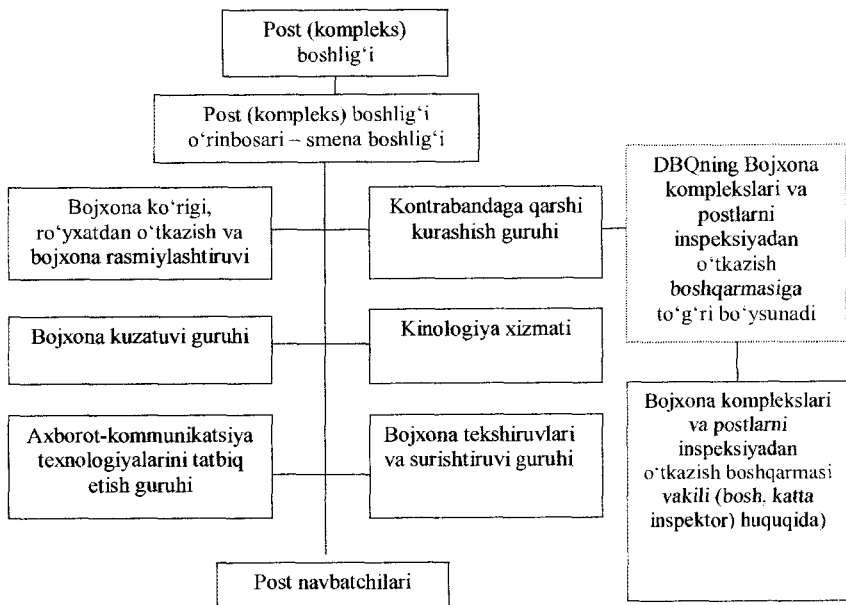 Post (kompleks)
boshlig‘i
Post (kompleks) boshlig‘i
o‘rinbosari – smena boshlig‘i
Bojxona ko‘rigi,
ro‘yxatdan o‘tkazish va
bojxona rasmiylashtiruvi
Kontrabandaga qarshi
kurashish guruhi
DBQning Bojxona
komplekslari va
postlarni
inspeksiyadan
o‘tkazish
boshqarmasiga
to‘g‘ri bo‘ysunadi
Bojxona kuzatuvi guruhi
Kinologiya xizmati
Axborot-kommunikatsiya
texnologiyalarini tatbiq
etish guruhi
Bojxona tekshiruvlari
va surishtiruvi guruhi
Bojxona komplekslari
va postlarni
inspeksiyadan
o‘tkazish boshqarmasi
vakili (bosh, katta
inspektor) huquqida)
Post navbatchilari